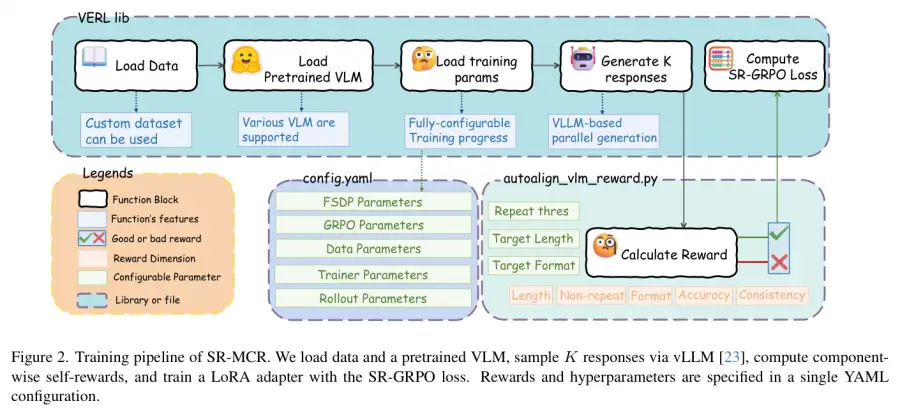 VERL lib
Load Data
Load
Pretrained VLM
Load training
params
Generate K
responses
Compute
SR-GRPO Loss
Custom dataset
can be used
Various VLM are
supported
Fully-configurable
Training progress
VLLM-based
parallel generation
Legends
Function Block
Function's features
Good or bad reward
Reward Dimension
Configurable Parameter
Library or file
config.yaml
FSDP Parameters
GRPO Parameters
Data Parameters
Trainer Parameters
Rollout Parameters
autoalign_vlm_reward.py
Repeat thres
Target Length
Target Format
Calculate Reward
Length
Non-repeat
Format
Accuracy
Consistency
Figure 2. Training pipeline of SR-MCR. We load data and a pretrained VLM, sample K responses via vLLM [23], compute component-
wise self-rewards, and train a LoRA adapter with the SR-GRPO loss. Rewards and hyperparameters are specified in a single YAML
configuration.